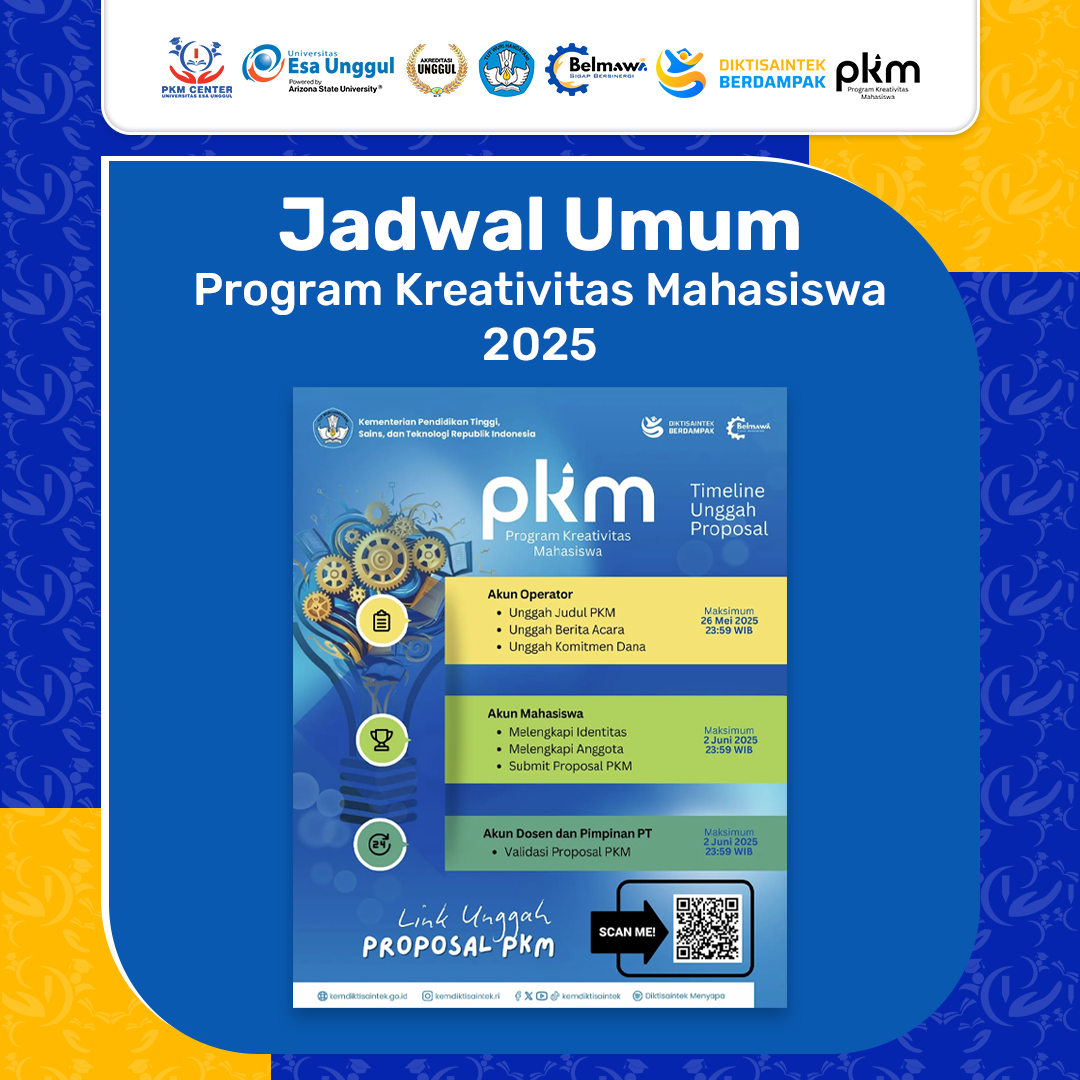 PKM CENTER
UNIVERSITAS ESA UNGGUL
Universitas
Esa Unggul
Powered by
Arizona State University®
AKREDITASI
UNGGUL
TUT WURI HANDAYANI
Belmawa
SIGAP BERSINERGI
DIKTISAINTEK
BERDAMPAK
pkm
Program Kreativitas
Mahasiswa
Jadwal Umum
Program Kreativitas Mahasiswa
2025
Kementerian Pendidikan Tinggi,
Sains, dan Teknologi Republik Indonesia
DIKTISAINTEK
BERDAMPAK
Belmawa
pkm
Program Kreativitas
Mahasiswa
Timeline
Unggah
Proposal
Akun Operator
• Unggah Judul PKM
• Unggah Berita Acara
• Unggah Komitmen Dana
Maksimum
26 Mei 2025
23:59 WIB
Akun Mahasiswa
• Melengkapi Identitas
• Melengkapi Anggota
• Submit Proposal PKM
Maksimum
2 Juni 2025
23:59 WIB
24
Akun Dosen dan Pimpinan PT
• Validasi Proposal PKM
Maksimum
2 Juni 2025
23:59 WIB
Link Unggah
PROPOSAL PKM
SCAN ME!
kemdiktisaintek.go.id
kemdiktisaintek.ri
kemdiktisaintek
Diktisaintek Menyapa